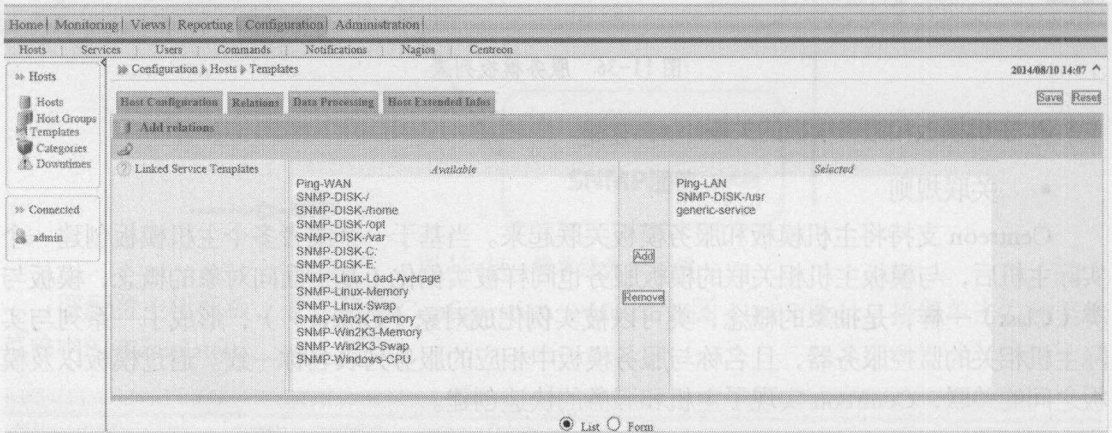 Home| Monitoring| Views| Reporting| Configuration| Administration|
Hosts | Services | Users | Commands | Notifications | Nagios | Centreon
Hosts
Hosts
Host Groups
Templates
Categories
Downtimes
Connected
admin
Configuration Hosts Templates
2014/08/10 14:07
Host Configuration Relations Data Processing Host Extended Infos
Save Reset
Add relations
Linked Service Templates
Available
Ping-WAN
SNMP-DISK-/
SNMP-DISK-/home
SNMP-DISK-/opt
SNMP-DISK-/var
SNMP-DISK-C:
SNMP-DISK-E:
SNMP-Linux-Load-Average
SNMP-Linux-Memory
SNMP-Linux-Swap
SNMP-Win2K-memory
SNMP-Win2K3-Memory
SNMP-Win2K3-Swap
SNMP-Windows-CPU
Add
Remove
Selected
Ping-LAN
SNMP-DISK-/usr
generic-service
List Form